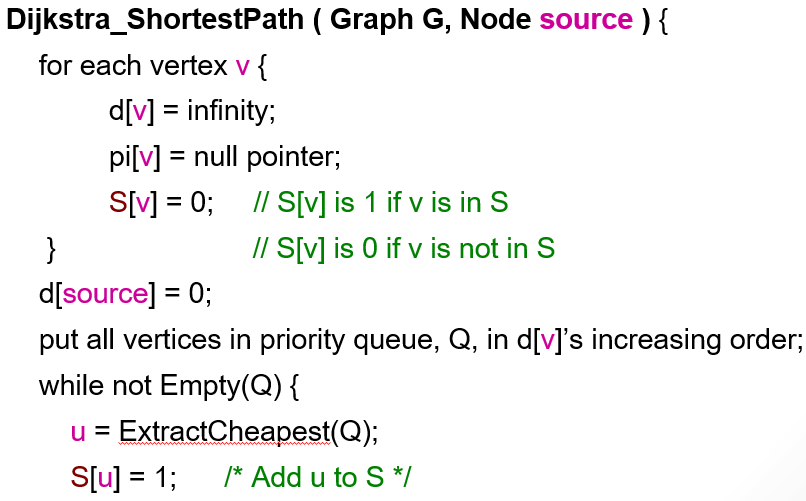 Dijkstra_ShortestPath ( Graph G, Node source ) {
for each vertex v {
d[v] = infinity;
pi[v] = null pointer;
S[v] = 0; // S[v] is 1 if v is in S
} // S[v] is 0 if v is not in S
d[source] = 0;
put all vertices in priority queue, Q, in d[v]’s increasing order;
while not Empty(Q) {
u = ExtractCheapest(Q);
S[u] = 1; /* Add u to S */